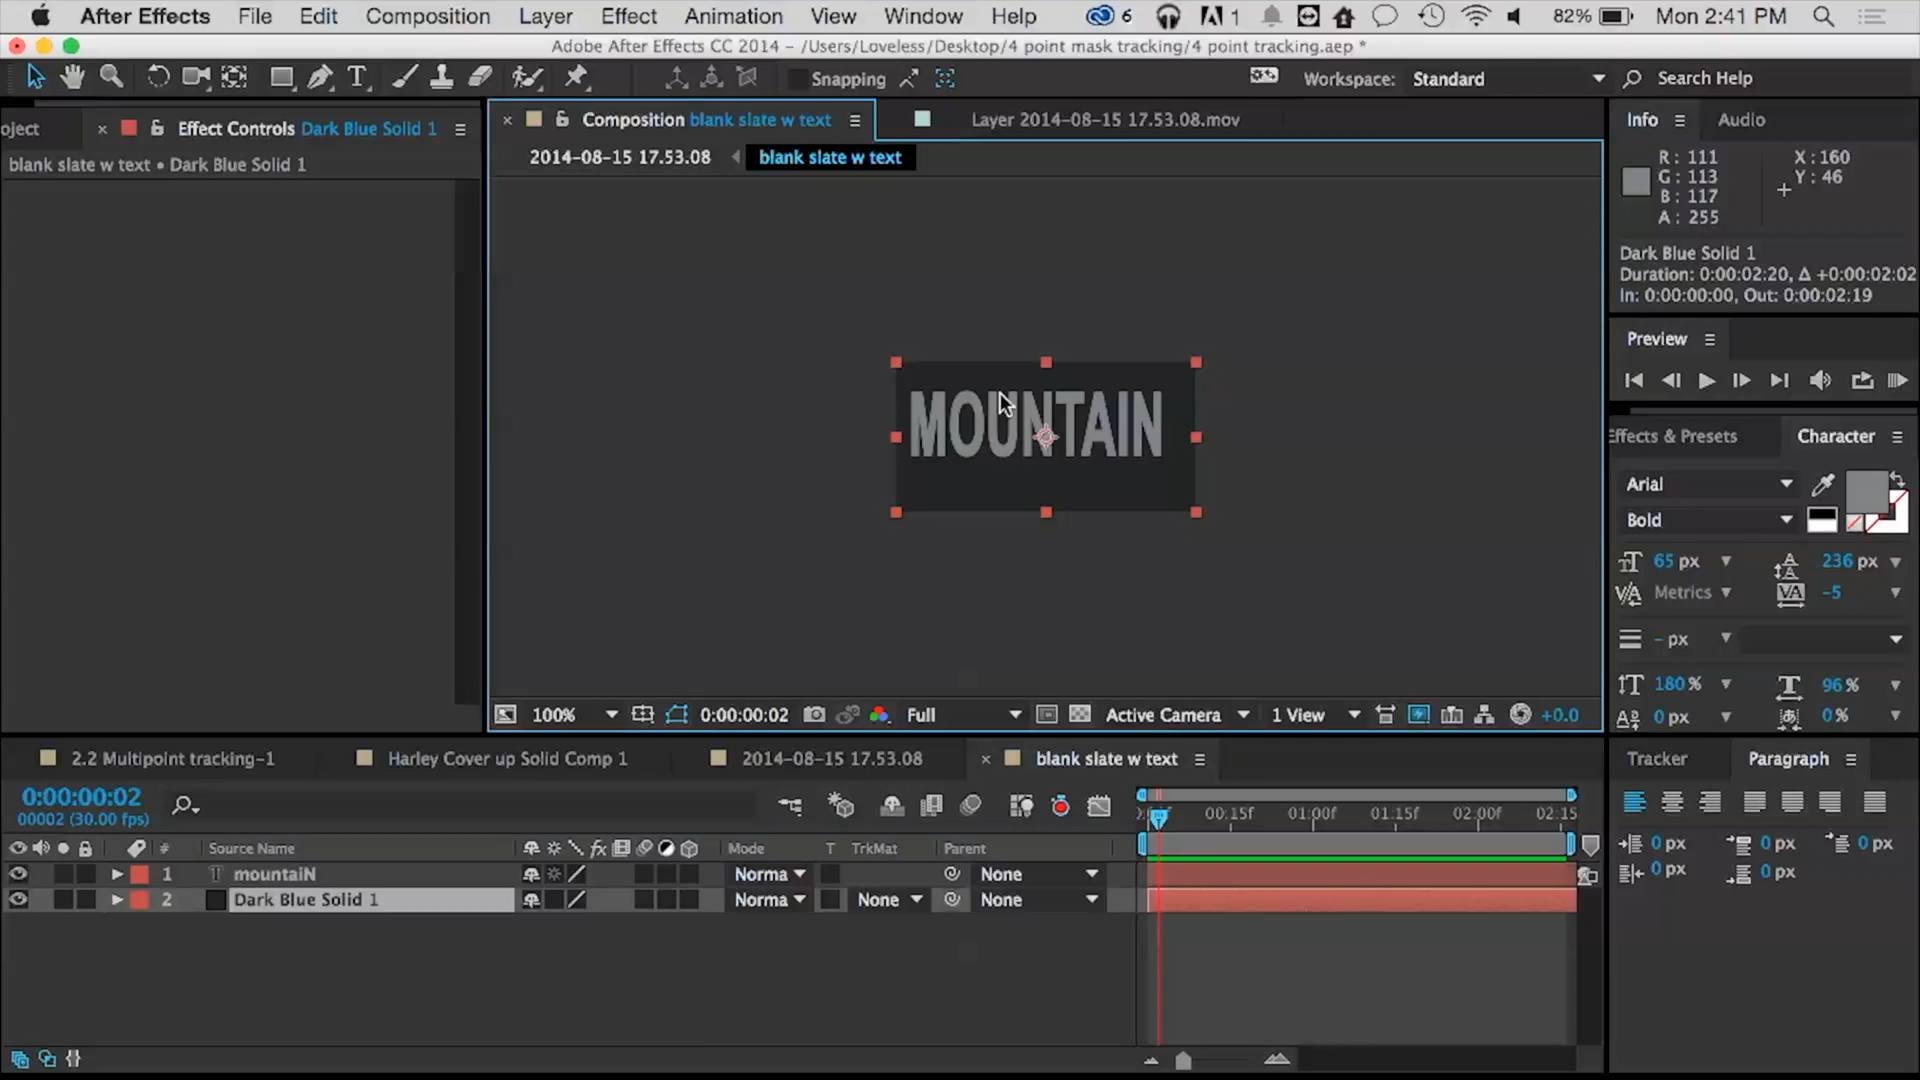 After Effects File Edit Composition Layer Effect Animation View Window Help 6 1 82% Mon 2:41 PM
Adobe After Effects CC 2014 - /Users/Loveless/Desktop/4 point mask tracking/4 point tracking.aep *
Snapping Workspace: Standard Search Help
oject × Effect Controls Dark Blue Solid 1
× Composition blank slate w text Layer 2014-08-15 17.53.08.mov
Info Audio
blank slate w text • Dark Blue Solid 1
2014-08-15 17.53.08 blank slate w text
R: 111 X: 160
G: 113 Y: 46
B: 117
A: 255
Dark Blue Solid 1
Duration: 0:00:02:20, Δ +0:00:02:02
In: 0:00:00:00, Out: 0:00:02:19
Preview
MOUNTAIN
Effects & Presets Character
Arial
Bold
65 px 236 px
Metrics -5
- px
180% 96%
0 px 0%
100% 0:00:00:02 Full Active Camera 1 View +0.0
2.2 Multipoint tracking-1 Harley Cover up Solid Comp 1 2014-08-15 17.53.08 × blank slate w text
Tracker Paragraph
0:00:00:02
00002 (30.00 fps)
00:15f 01:00f 01:15f 02:00f 02:15
# Source Name fx Mode T TrkMat Parent
0 px 0 px 0 px
0 px 0 px
1 T mountaiN Norma None
2 Dark Blue Solid 1 Norma None None